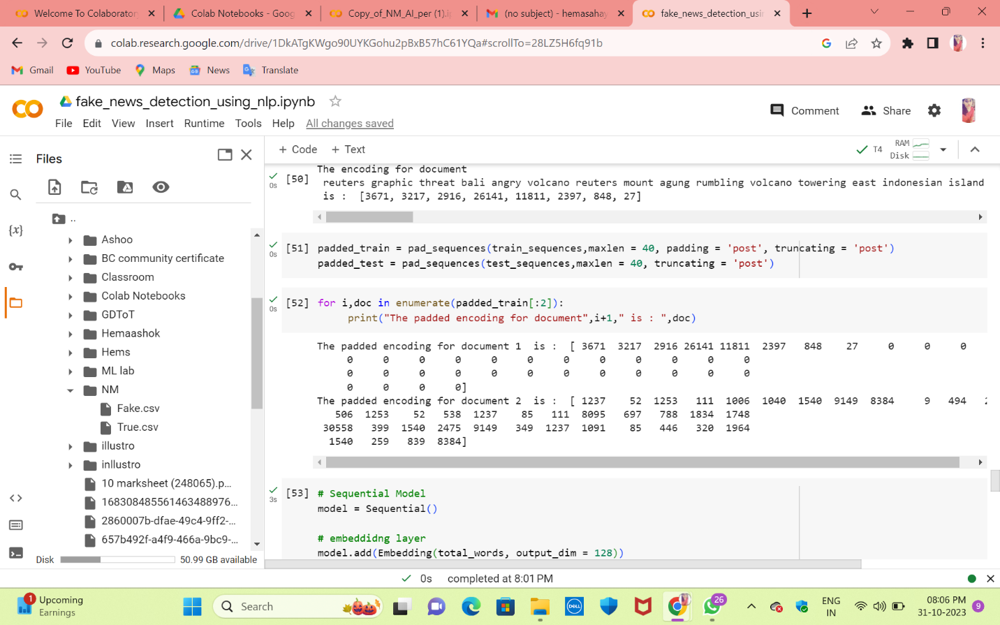 Welcome To Colaborator
Colab Notebooks - Goog
Copy_of_NM_AI_per (1).i
(no subject) - hemasahay
fake_news_detection_usin
colab.research.google.com/drive/1DkATgKWgo90UYKGohu2pBxB57hC61YQa#scrollTo=28LZ5H6fq91b
Gmail YouTube Maps News Translate
fake_news_detection_using_nlp.ipynb
Comment Share
File Edit View Insert Runtime Tools Help All changes saved
Files
+ Code + Text
T4 RAM
Disk
..
Ashoo
BC community certificate
Classroom
Colab Notebooks
GDToT
Hemaashok
Hems
ML lab
NM
Fake.csv
True.csv
illustro
inllustro
10 marksheet (248065).p...
168308485561463488976...
2860007b-dfae-49c4-9ff2-...
657b492f-a4f9-466a-9bc9-...
Disk 50.99 GB available
{x}
The encoding for document
0s [50] reuters graphic threat bali angry volcano reuters mount agung rumbling volcano towering east indonesian island
is : [3671, 3217, 2916, 26141, 11811, 2397, 848, 27]
0s [51] padded_train = pad_sequences(train_sequences,maxlen = 40, padding = 'post', truncating = 'post')
padded_test = pad_sequences(test_sequences,maxlen = 40, truncating = 'post')
0s [52] for i,doc in enumerate(padded_train[:2]):
print("The padded encoding for document",i+1," is : ",doc)
The padded encoding for document 1 is : [ 3671 3217 2916 26141 11811 2397 848 27 0 0 0
0 0 0 0 0 0 0 0 0 0 0 0
0 0 0 0 0 0 0 0 0 0 0 0
0 0 0 0]
The padded encoding for document 2 is : [ 1237 52 1253 111 1006 1040 1540 9149 8384 9 494
506 1253 52 538 1237 85 111 8095 697 788 1834 1748
30558 399 1540 2475 9149 349 1237 1091 85 446 320 1964
1540 259 839 8384]
3s [53] # Sequential Model
model = Sequential()
# embeddidng layer
model.add(Embedding(total_words, output_dim = 128))
0s completed at 8:01 PM
1 Upcoming
Earnings
Search
DELL
26
ENG
IN
08:06 PM
31-10-2023
9